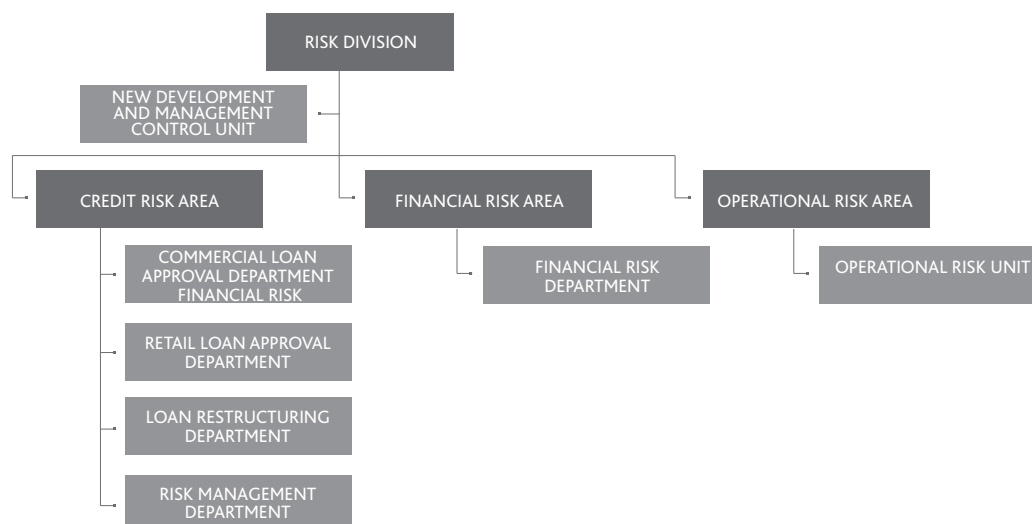 RISK DIVISION
NEW DEVELOPMENT
AND MANAGEMENT
CONTROL UNIT
CREDIT RISK AREA
FINANCIAL RISK AREA
OPERATIONAL RISK AREA
COMMERCIAL LOAN
APPROVAL DEPARTMENT
FINANCIAL RISK
FINANCIAL RISK
DEPARTMENT
OPERATIONAL RISK UNIT
RETAIL LOAN APPROVAL
DEPARTMENT
LOAN RESTRUCTURING
DEPARTMENT
RISK MANAGEMENT
DEPARTMENT